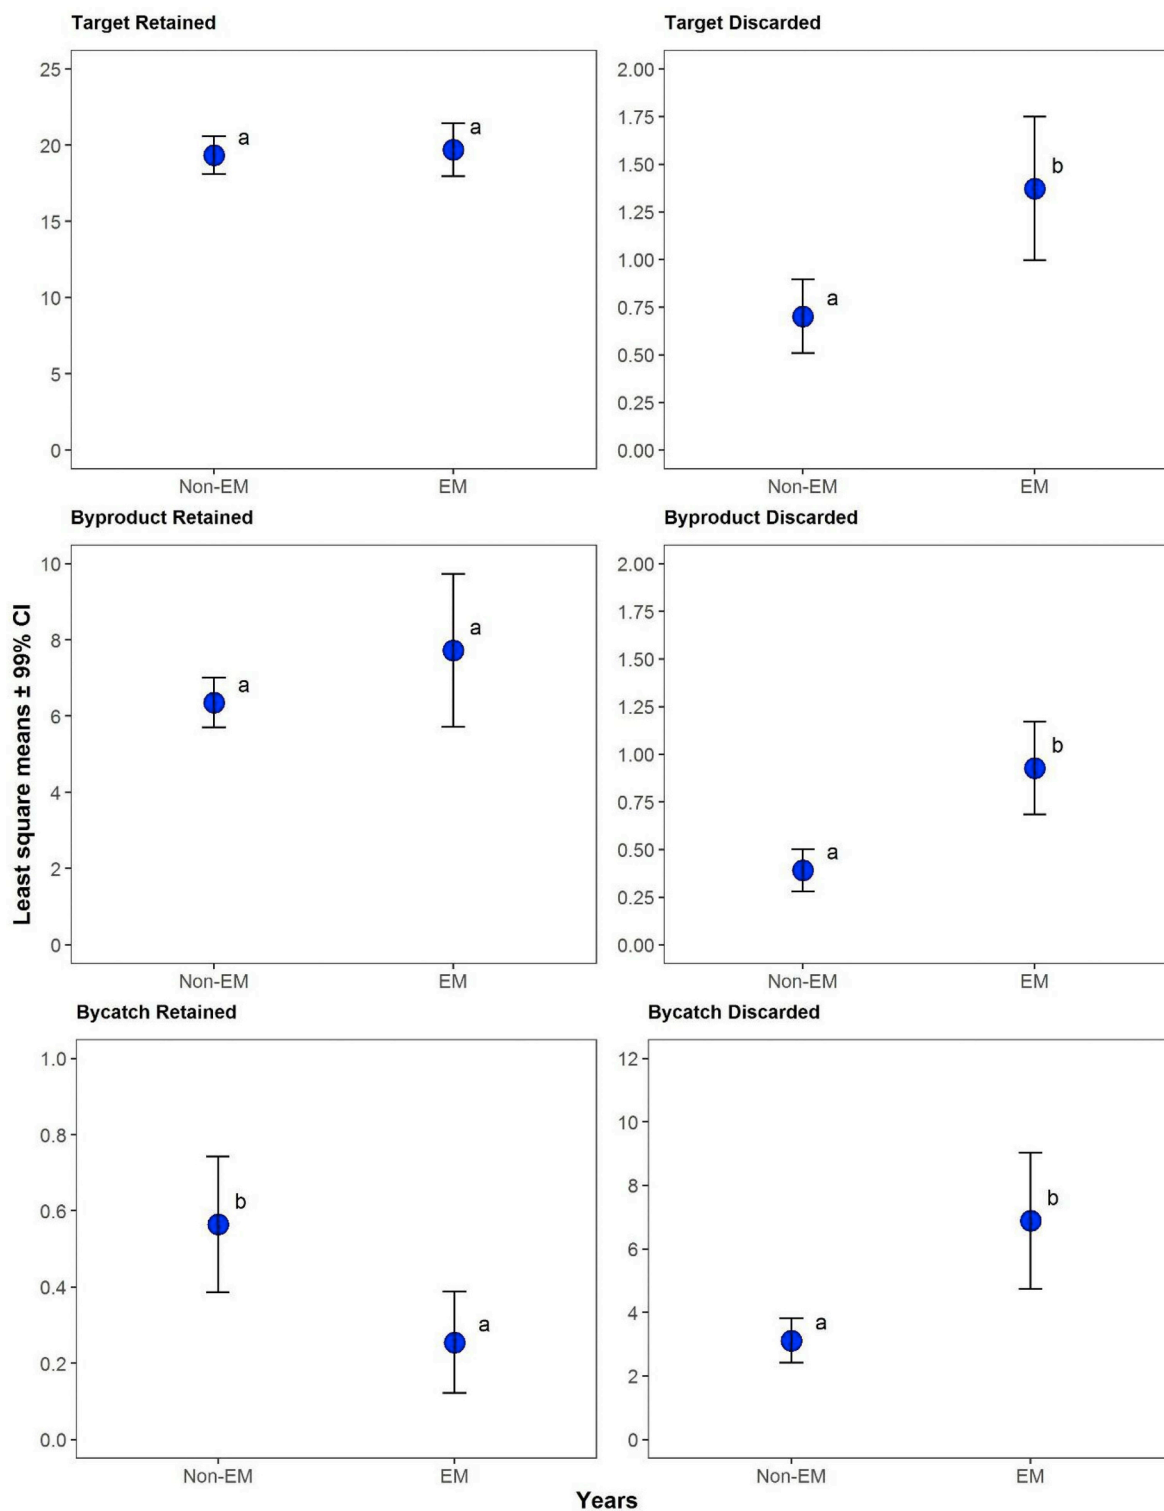 Target Retained
Target Discarded
25
20
15
10
5
0
a
a
Non-EM
EM
2.00
1.75
1.50
1.25
1.00
0.75
0.50
0.25
0.00
a
b
Non-EM
EM
Byproduct Retained
Byproduct Discarded
Least square means ± 99% CI
10
8
6
4
2
0
a
a
Non-EM
EM
2.00
1.75
1.50
1.25
1.00
0.75
0.50
0.25
0.00
a
b
Non-EM
EM
Bycatch Retained
Bycatch Discarded
1.0
0.8
0.6
0.4
0.2
0.0
b
a
Non-EM
EM
12
10
8
6
4
2
0
a
b
Non-EM
EM
Years